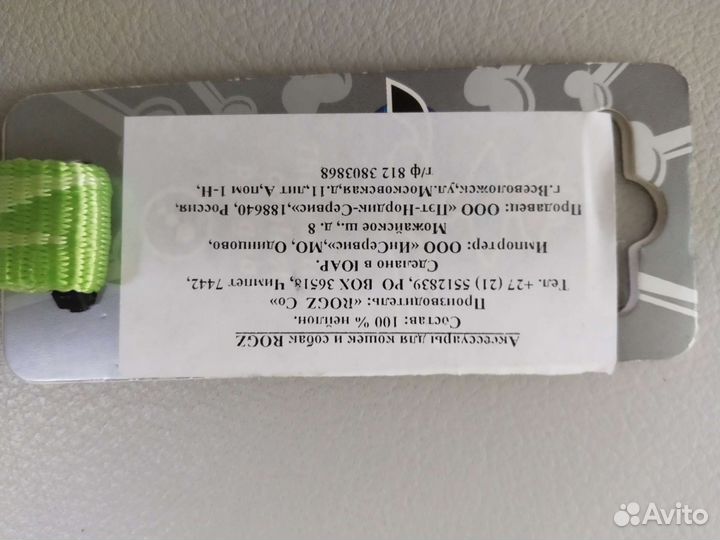 Аксессуары для кошек и собак ROGZ
Состав: 100 % нейлон.
Производитель: «ROGZ Co»
Тел. +27 (21) 5512839, PO BOX 36518, Чимпет 7442,
Сделано в ЮАР.
Импортер: ООО «ИнСервис»,МО, Одинцово,
Можайское ш., д. 8
Продавец: ООО «Пэт-Нордик-Сервис»,188640, Россия,
г.Всеволожск,ул.Московская,д.11,лит А,пом 1-Н,
т/ф 812 3803868
Avito